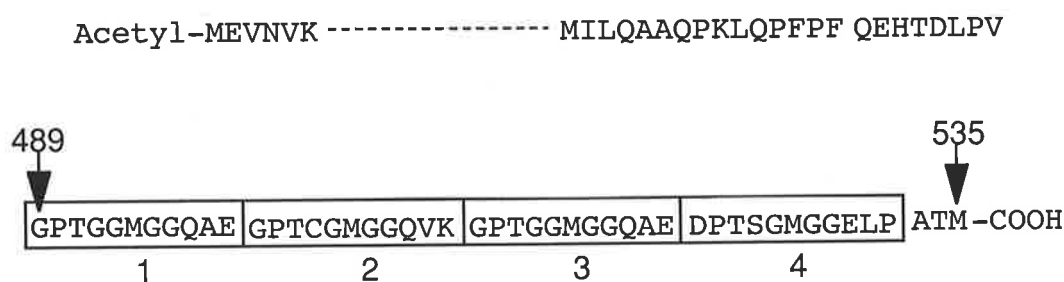 Acetyl-MEVNVK ----------- MILQAAQPKLQPFPF QEHTDLPV
489 535
GPTGGMGGQAE GPTCGMGGQVK GPTGGMGGQAE DPTSGMGGELP ATM-COOH
1 2 3 4